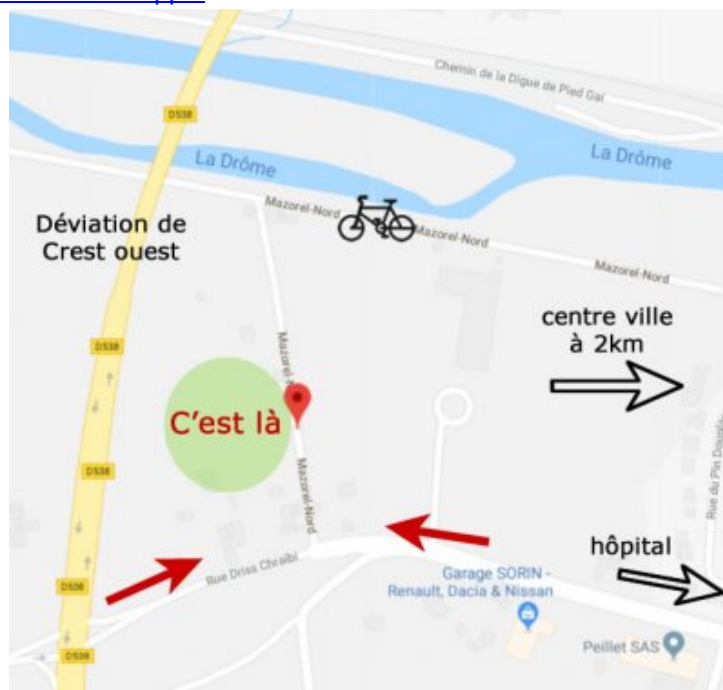 Chemin de la Digue de Pied Gai
D538
La Drôme
La Drôme
Mazorel-Nord
Mazorel-Nord
Mazorel-Nord
Déviation de
Crest ouest
centre ville
à 2km
D538
Mazorel-N
C'est là
Mazorel-Nord
D538
Rue du Pin
hôpital
Rue Driss Chraïbi
Garage SORIN -
Renault, Dacia & Nissan
D538
Peillet SAS
D538